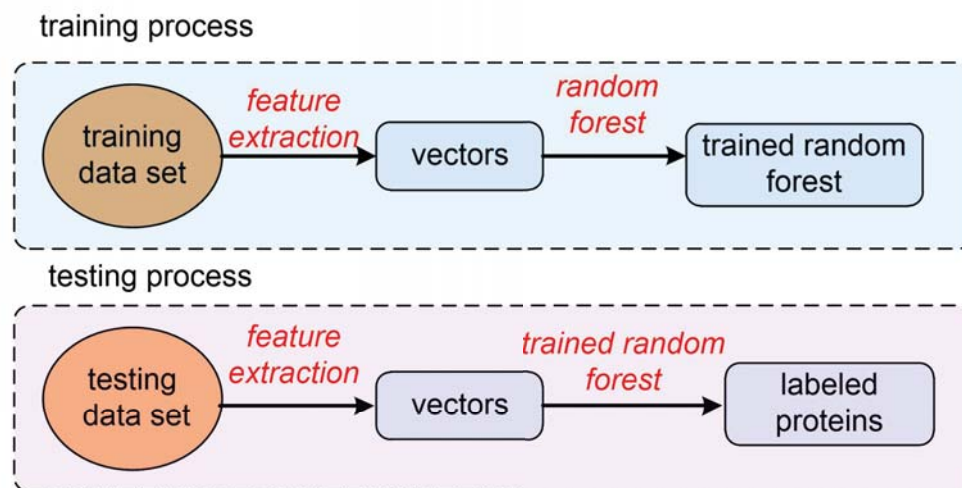 training process
training
data set
feature
extraction
vectors
random
forest
trained random
forest
testing process
testing
data set
feature
extraction
vectors
trained random
forest
labeled
proteins